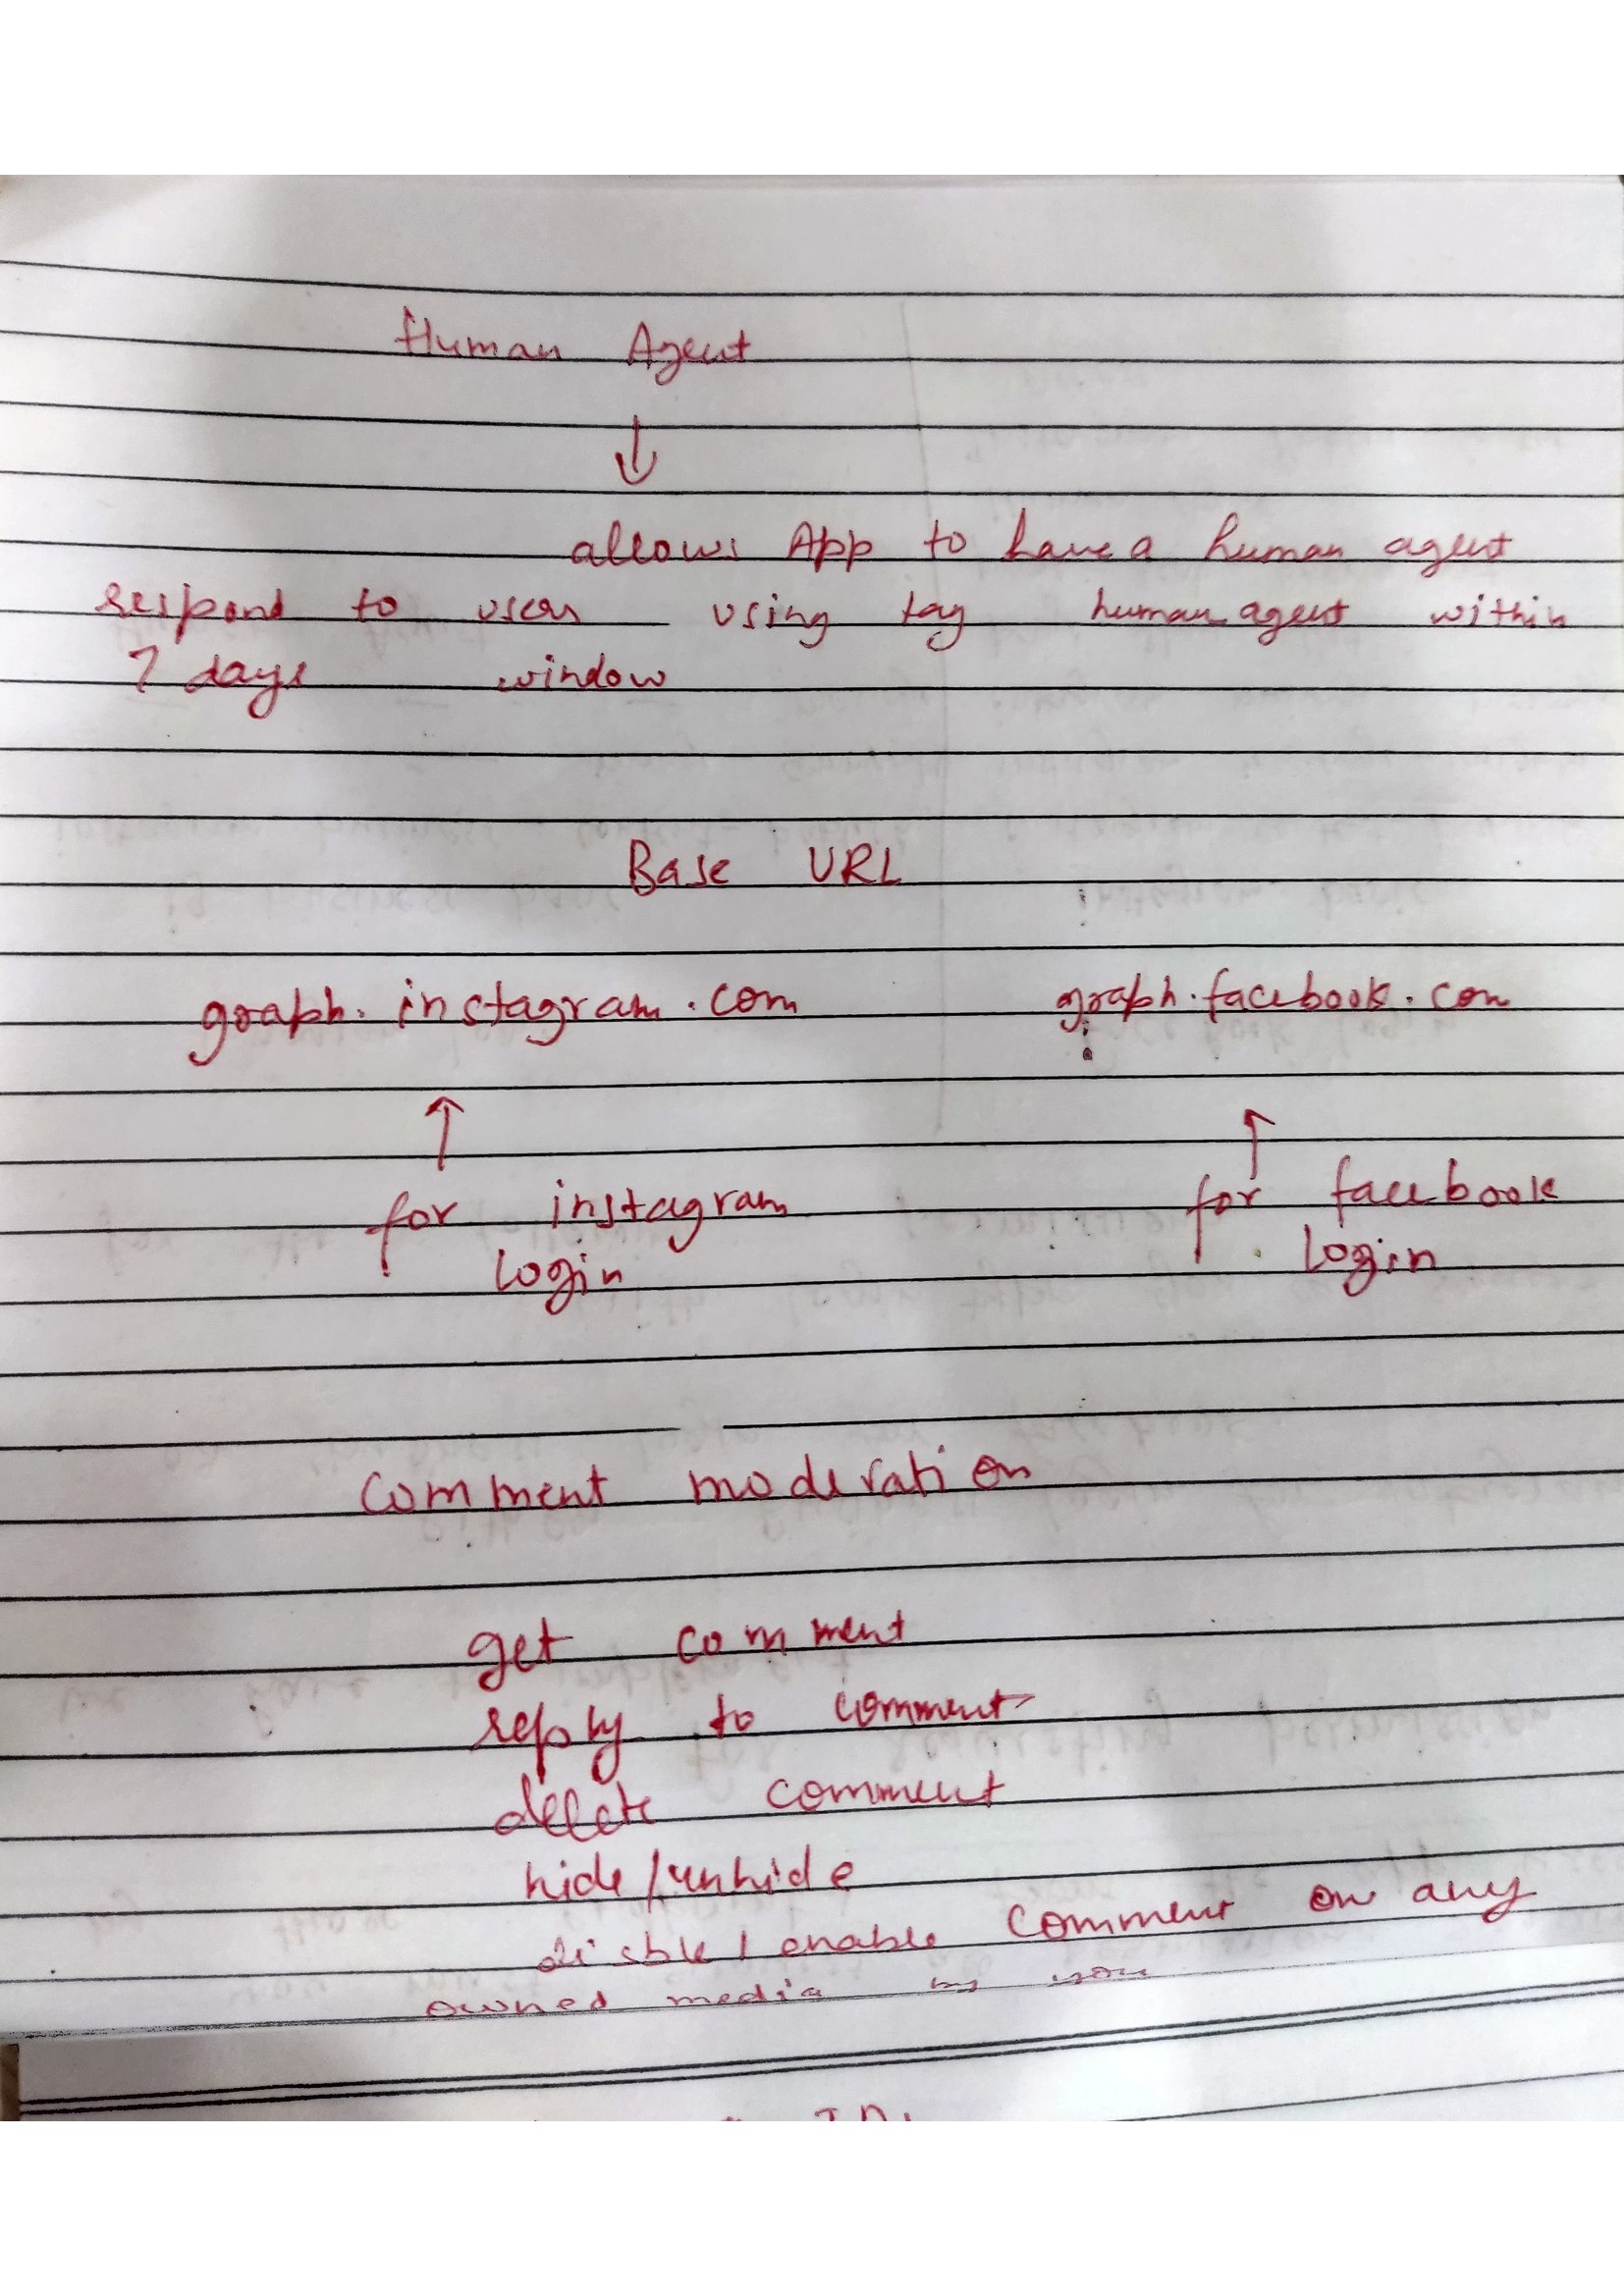 Human Agent
allows App to have a human agent
respond to users using tag human agent within
7 days window
Base URL
graph.instagram.com graph.facebook.com
for instagram for facebook
login login
comment moderation
get comment
reply to comment
delete comment
hide/unhide
disble/enable comment on any
owned media by you